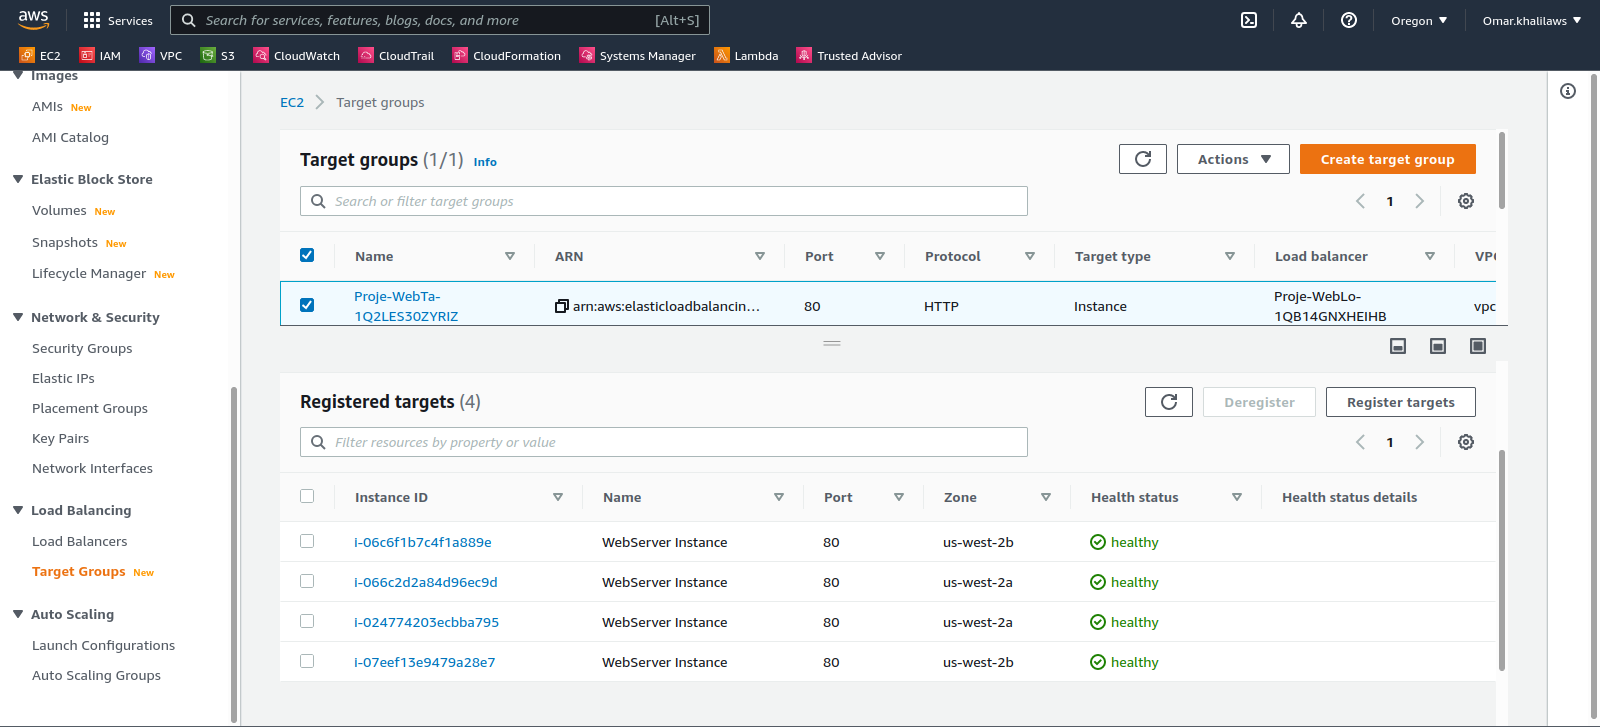 aws
Services
Search for services, features, blogs, docs, and more [Alt+S]
Oregon
Omar.khalilaws
EC2 IAM VPC S3 CloudWatch CloudTrail CloudFormation Systems Manager Lambda Trusted Advisor
Images
AMIs New
AMI Catalog
Elastic Block Store
Volumes New
Snapshots New
Lifecycle Manager New
Network & Security
Security Groups
Elastic IPs
Placement Groups
Key Pairs
Network Interfaces
Load Balancing
Load Balancers
Target Groups New
Auto Scaling
Launch Configurations
Auto Scaling Groups
EC2 Target groups
Target groups (1/1) Info
Actions
Create target group
Search or filter target groups
1
Name ARN Port Protocol Target type Load balancer VPC
Proje-WebTa-
1Q2LES30ZYRIZ
arn:aws:elasticloadbalancin... 80 HTTP Instance
Proje-WebLo-
1QB14GNXHEIHB
vpc
Registered targets (4)
Deregister
Register targets
Filter resources by property or value
1
Instance ID Name Port Zone Health status Health status details
i-06c6f1b7c4f1a889e WebServer Instance 80 us-west-2b healthy
i-066c2d2a84d96ec9d WebServer Instance 80 us-west-2a healthy
i-024774203ecbba795 WebServer Instance 80 us-west-2a healthy
i-07eef13e9479a28e7 WebServer Instance 80 us-west-2b healthy